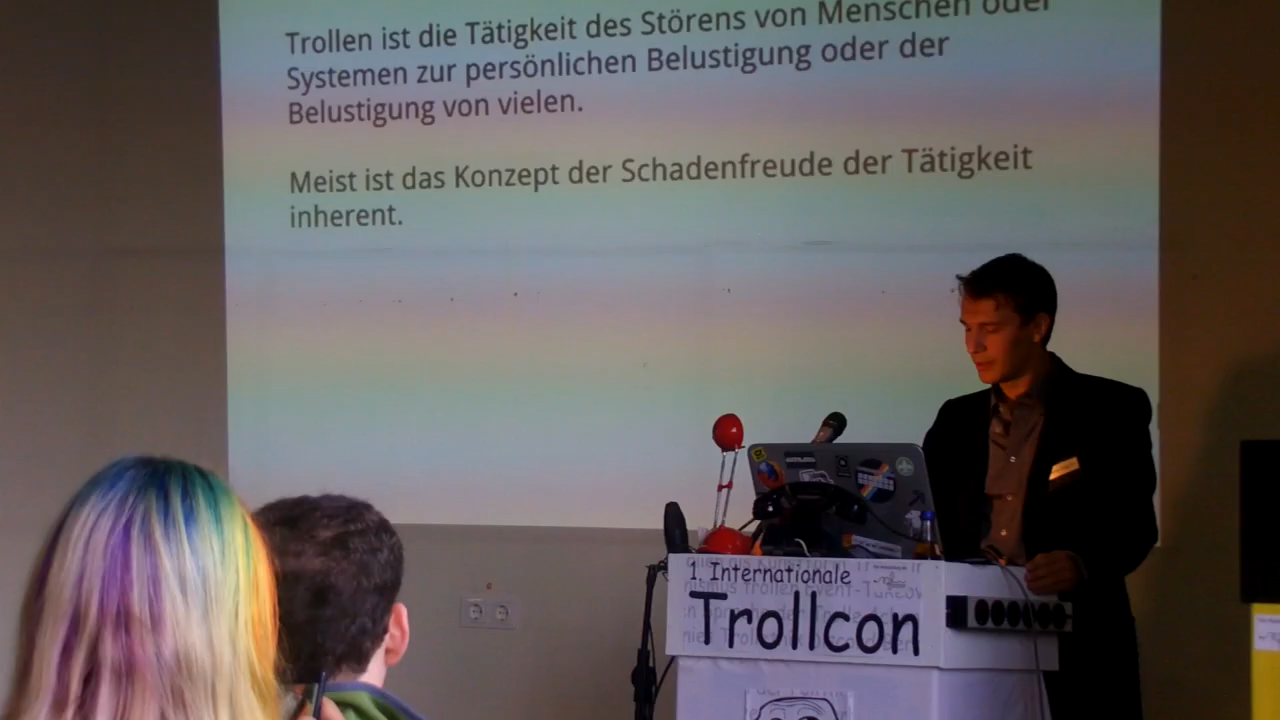 Trollen ist die Tätigkeit des Störens von Menschen oder
Systemen zur persönlichen Belustigung oder der
Belustigung von vielen.
Meist ist das Konzept der Schadenfreude der Tätigkeit
inherent.
1. Internationale
Trollcon